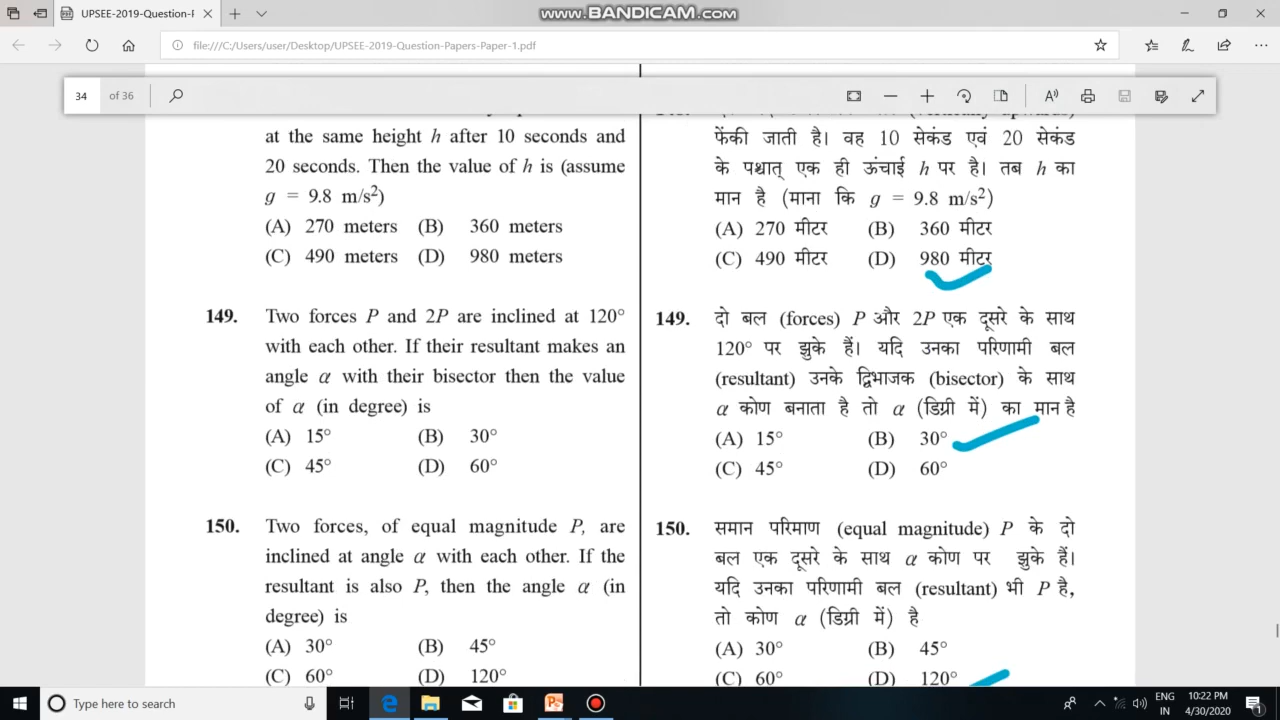 UPSEE-2019-Question-F
www.BANDICAM.com
file:///C:/Users/user/Desktop/UPSEE-2019-Question-Papers-Paper-1.pdf
34 of 36
at the same height h after 10 seconds and
20 seconds. Then the value of h is (assume
g = 9.8 m/s²)
(A) 270 meters (B) 360 meters
(C) 490 meters (D) 980 meters
149. Two forces P and 2P are inclined at 120°
with each other. If their resultant makes an
angle α with their bisector then the value
of α (in degree) is
(A) 15° (B) 30°
(C) 45° (D) 60°
150. Two forces, of equal magnitude P, are
inclined at angle α with each other. If the
resultant is also P, then the angle α (in
degree) is
(A) 30° (B) 45°
(C) 60° (D) 120°
फेंकी जाती है। वह 10 सेकंड एवं 20 सेकंड
के पश्चात् एक ही ऊंचाई h पर है। तब h का
मान है (माना कि g = 9.8 m/s²)
(A) 270 मीटर (B) 360 मीटर
(C) 490 मीटर (D) 980 मीटर
149. दो बल (forces) P और 2P एक दूसरे के साथ
120° पर झुके हैं। यदि उनका परिणामी बल
(resultant) उनके द्विभाजक (bisector) के साथ
α कोण बनाता है तो α (डिग्री में) का मान है
(A) 15° (B) 30°
(C) 45° (D) 60°
150. समान परिमाण (equal magnitude) P के दो
बल एक दूसरे के साथ α कोण पर झुके हैं।
यदि उनका परिणामी बल (resultant) भी P है,
तो कोण α (डिग्री में) है
(A) 30° (B) 45°
(C) 60° (D) 120°
Type here to search
ENG
IN
10:22 PM
4/30/2020